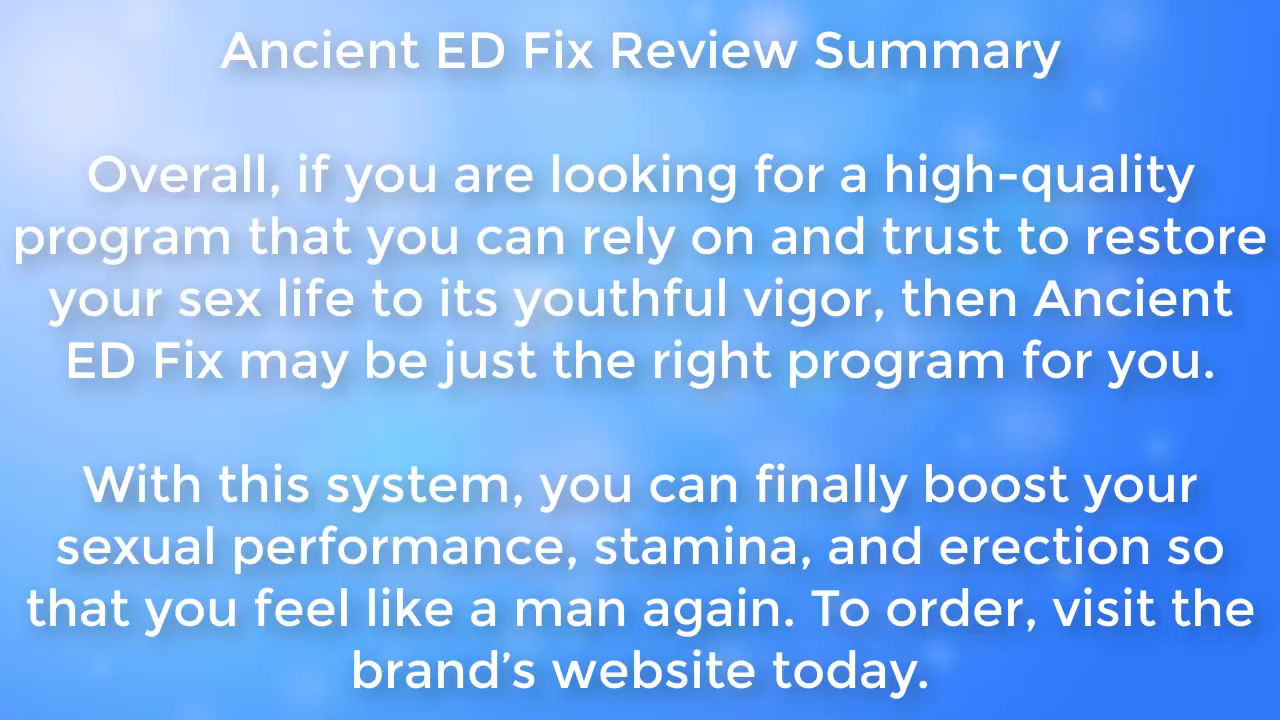 Ancient ED Fix Review Summary
Overall, if you are looking for a high-quality
program that you can rely on and trust to restore
your sex life to its youthful vigor, then Ancient
ED Fix may be just the right program for you.
With this system, you can finally boost your
sexual performance, stamina, and erection so
that you feel like a man again. To order, visit the
brand’s website today.